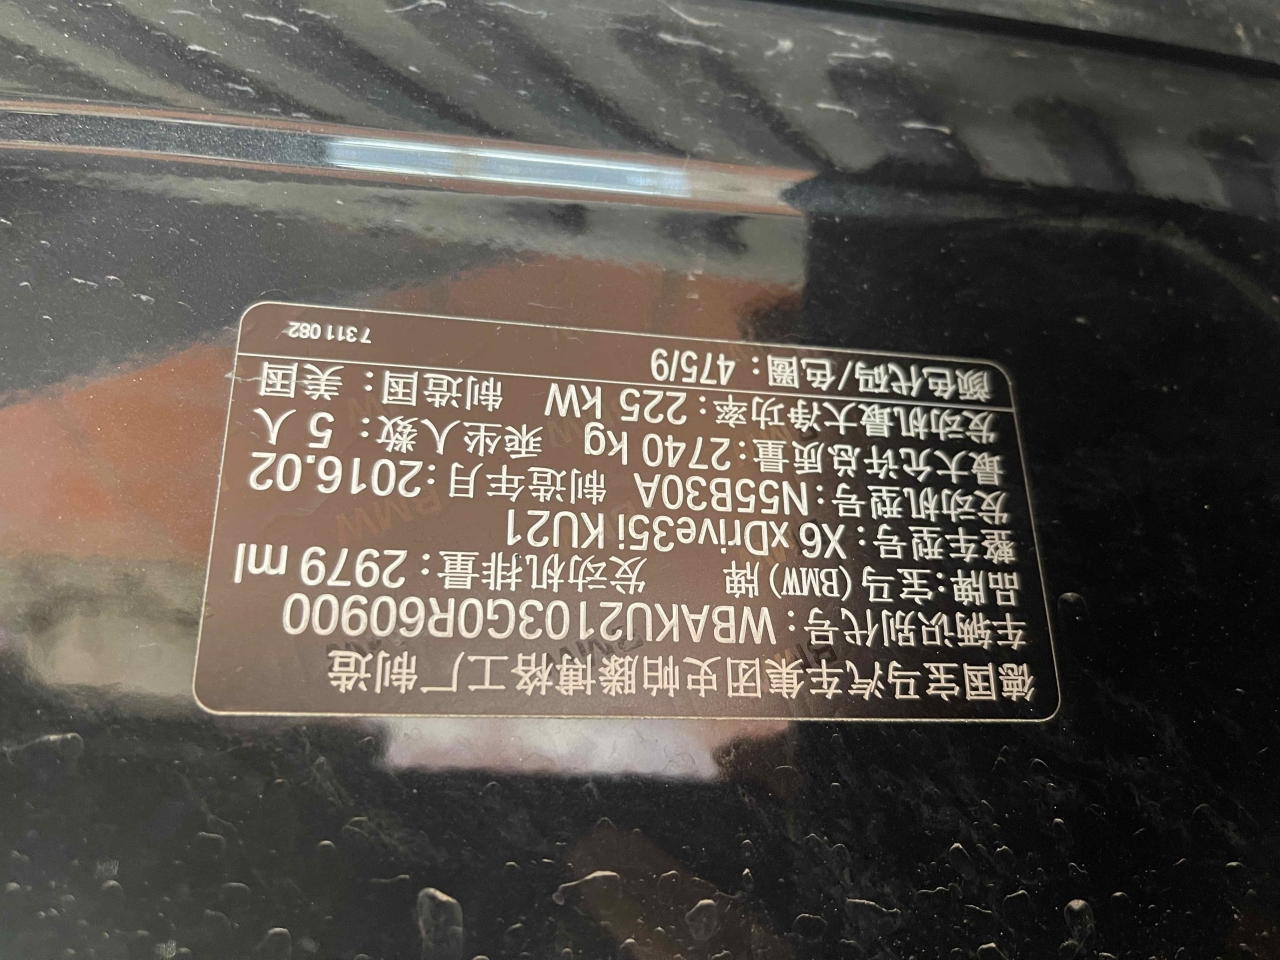 德国宝马汽车集团史帕滕博格工厂 制造
车辆识别代号: WBAKU2103G0R60900
品牌:宝马(BMW)牌 发动机排量:2979 ml
整车型号: X6 xDrive35i KU21
发动机型号:N55B30A 制造年月:2016.02
最大允许总质量:2740 kg 乘坐人数: 5 人
发动机最大净功率:225 kW 制造国: 美国
颜色代码/色圈: 475/9
7311 082